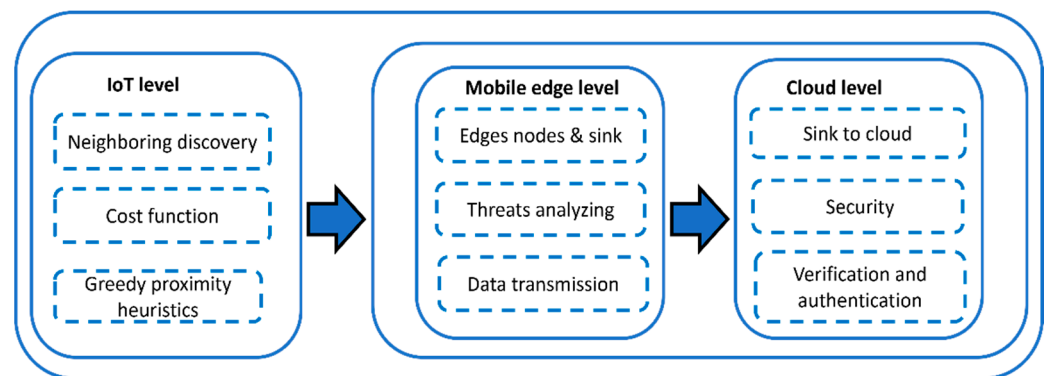 IoT level
Neighboring discovery
Cost function
Greedy proximity
heuristics
Mobile edge level
Edges nodes & sink
Threats analyzing
Data transmission
Cloud level
Sink to cloud
Security
Verification and
authentication